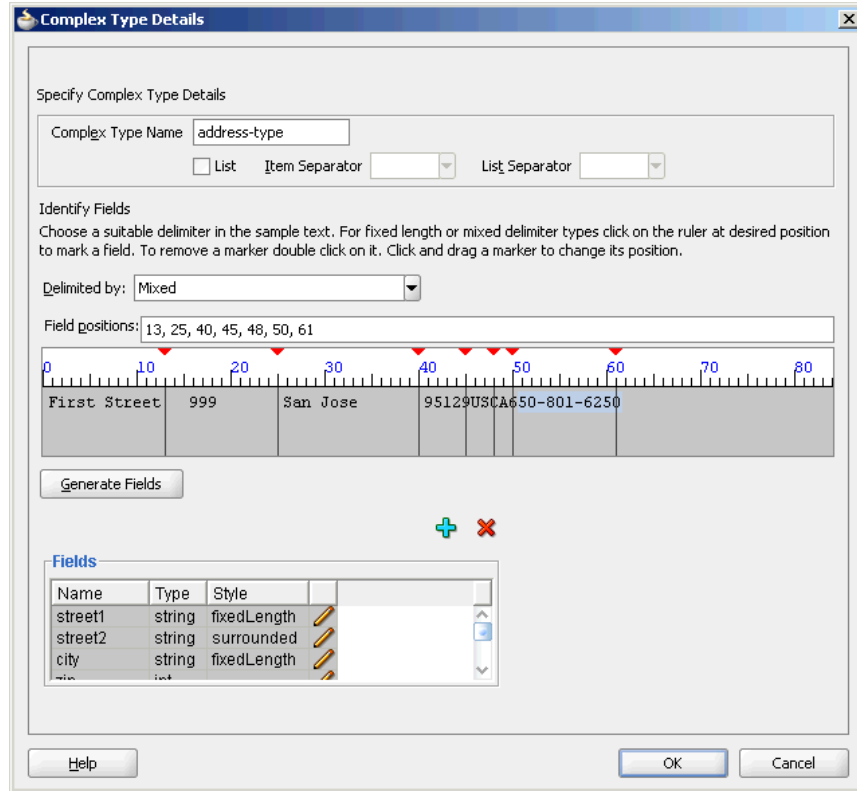 Complex Type Details
Specify Complex Type Details
Complex Type Name address-type
List Item Separator List Separator
Identify Fields
Choose a suitable delimiter in the sample text. For fixed length or mixed delimiter types click on the ruler at desired position
to mark a field. To remove a marker double click on it. Click and drag a marker to change its position.
Delimited by: Mixed
Field positions: 13, 25, 40, 45, 48, 50, 61
0 10 20 30 40 50 60 70 80
First Street 999 San Jose 95129USCA650-801-6250
Generate Fields
Fields
Name Type Style
street1 string fixedLength
street2 string surrounded
city string fixedLength
Help OK Cancel